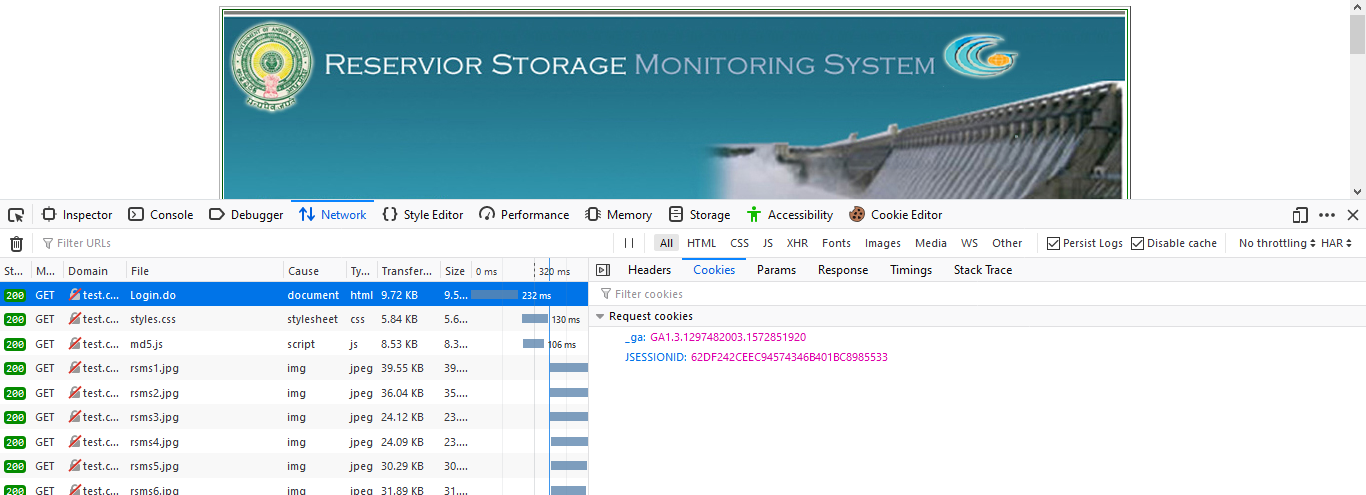 RESERVIOR STORAGE MONITORING SYSTEM
Inspector Console Debugger Network Style Editor Performance Memory Storage Accessibility Cookie Editor
Filter URLs All HTML CSS JS XHR Fonts Images Media WS Other Persist Logs Disable cache No throttling HAR
St... M... Domain File Cause Ty... Transfer... Size 0 ms 320 ms Headers Cookies Params Response Timings Stack Trace
200 GET test.c... Login.do document html 9.72 KB 9.5... 232 ms
Filter cookies
200 GET test.c... styles.css stylesheet css 5.84 KB 5.6... 130 ms
Request cookies
200 GET test.c... md5.js script js 8.53 KB 8.3... 106 ms
_ga: GA1.3.1297482003.1572851920
JSESSIONID: 62DF242CEEC94574346B401BC8985533
200 GET test.c... rsms1.jpg img jpeg 39.55 KB 39....
200 GET test.c... rsms2.jpg img jpeg 36.04 KB 35....
200 GET test.c... rsms3.jpg img jpeg 24.12 KB 23....
200 GET test.c... rsms4.jpg img jpeg 24.09 KB 23....
200 GET test.c... rsms5.jpg img jpeg 30.29 KB 30....
200 GET test.c... rsms6.jpg img jpeg 31.89 KB 31....